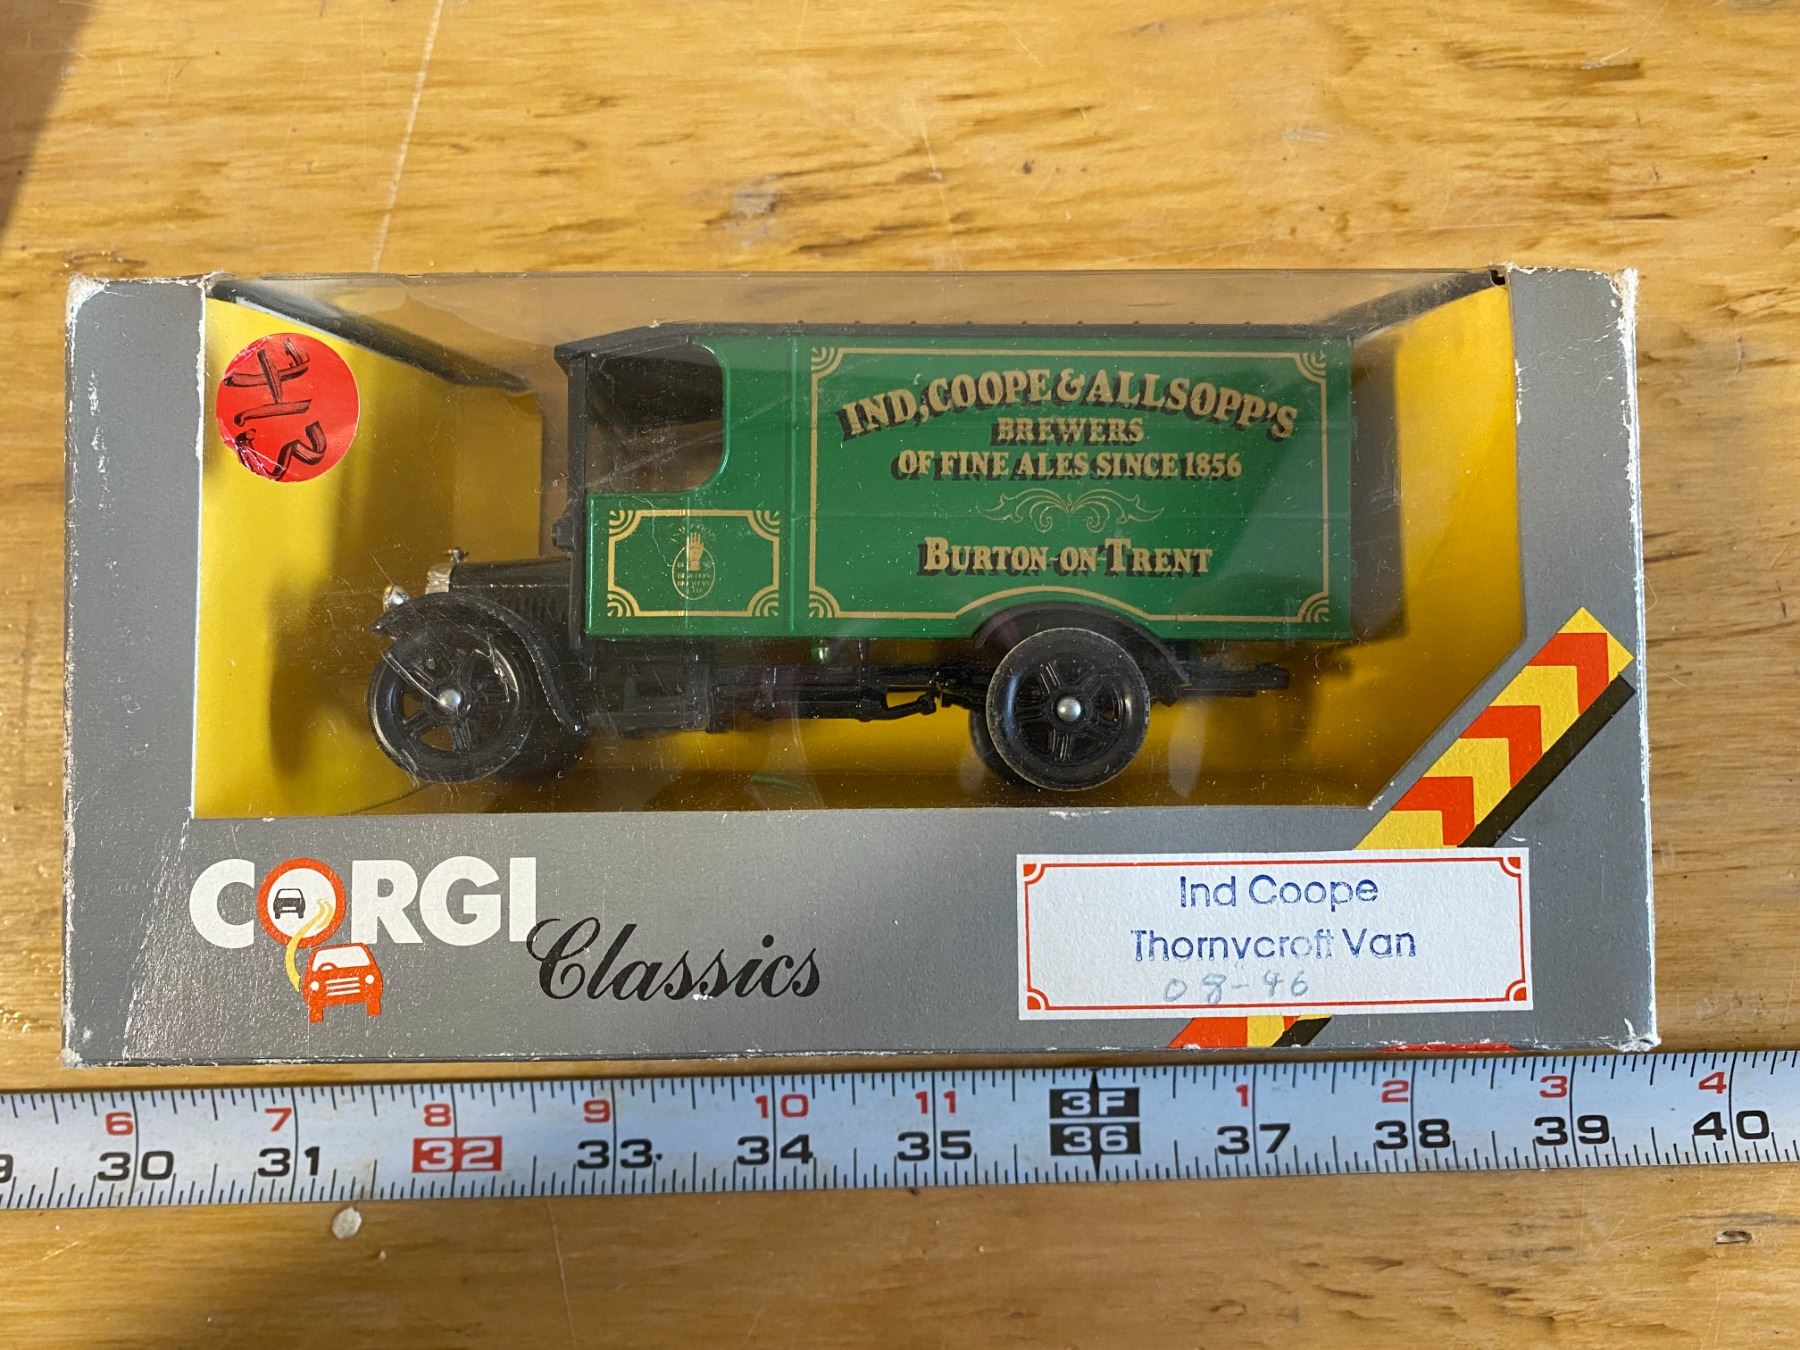 IND, COOPE & ALLSOPP'S
BREWERS
OF FINE ALES SINCE 1856
BURTON-ON-TRENT
CORGI
Classics
Ind Coope
Thornycroft Van
08-46
6 7 8 9 10 11 3F 1 2 3 4
30 31 32 33 34 35 36 37 38 39 40